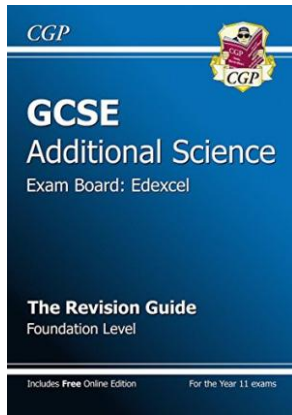 CGP
CGP
CGP
GCSE
Additional Science
Exam Board: Edexcel
The Revision Guide
Foundation Level
Includes Free Online Edition For the Year 11 exams